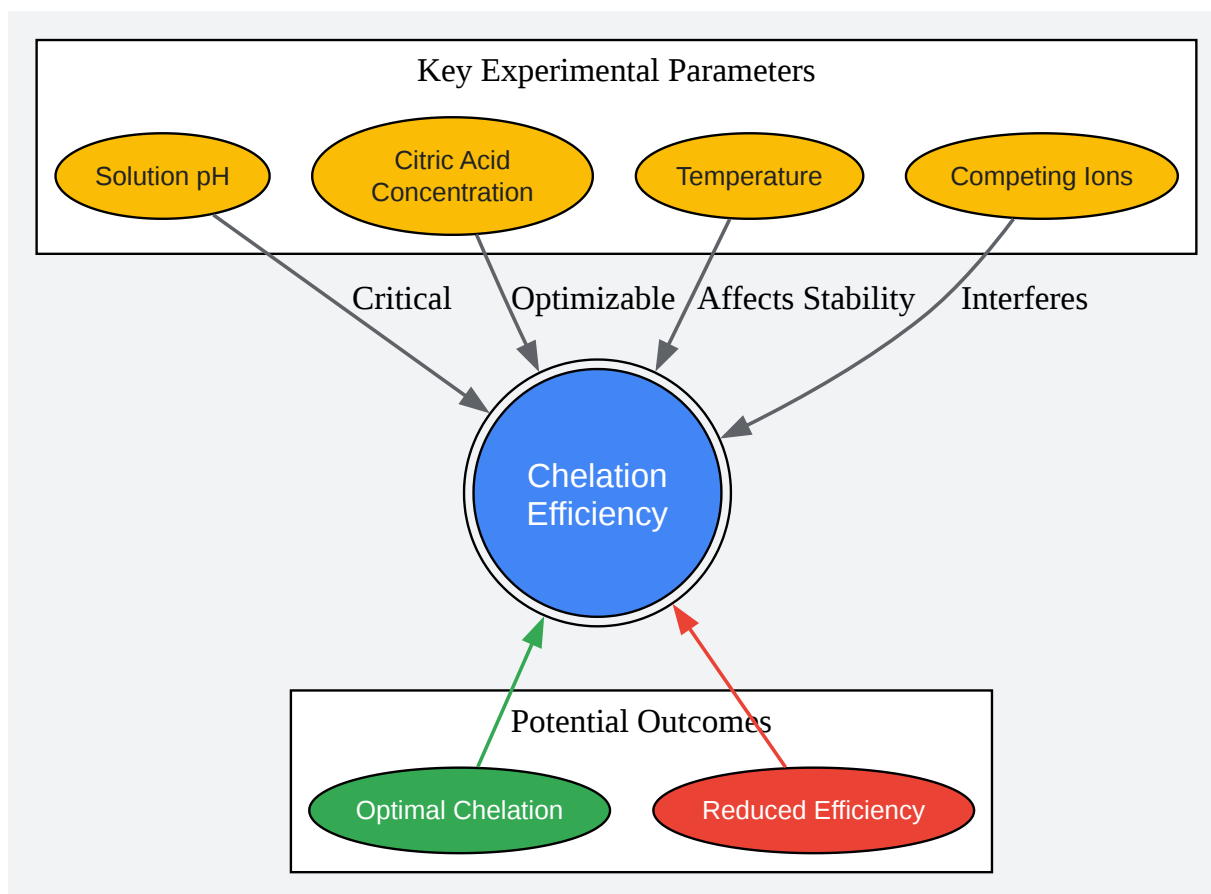 Key Experimental Parameters
Solution pH
Citric Acid
Concentration
Temperature
Competing Ions
Critical
Optimizable
Affects Stability
Interferes
Chelation
Efficiency
Potential Outcomes
Optimal Chelation
Reduced Efficiency